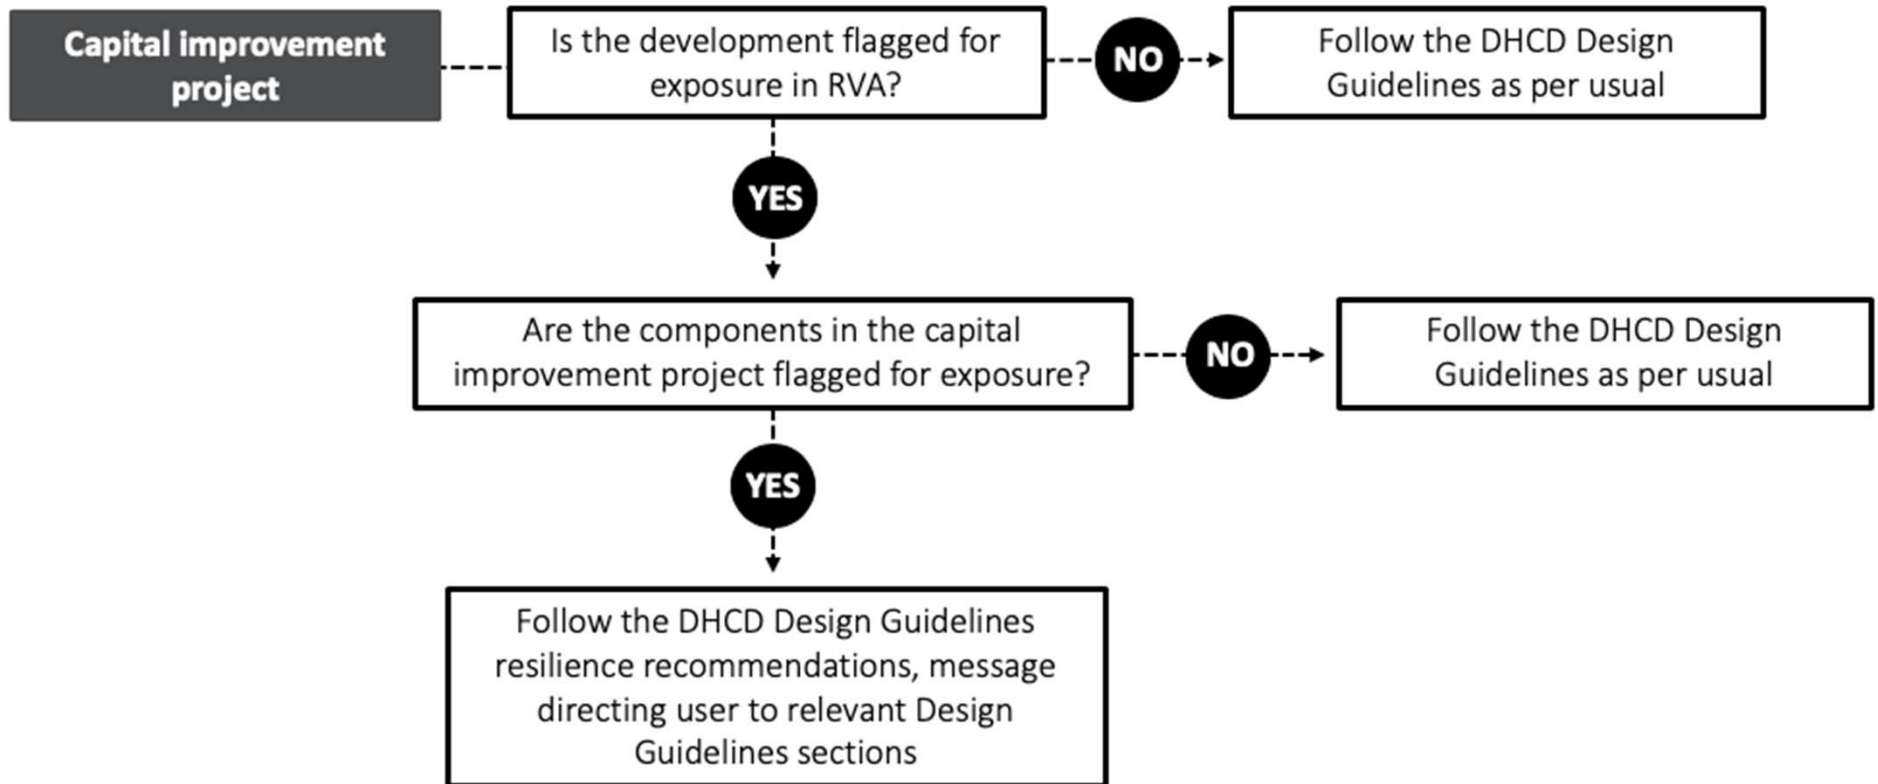 Capital improvement
project
Is the development flagged for
exposure in RVA?
NO
Follow the DHCD Design
Guidelines as per usual
YES
Are the components in the capital
improvement project flagged for exposure?
NO
Follow the DHCD Design
Guidelines as per usual
YES
Follow the DHCD Design Guidelines
resilience recommendations, message
directing user to relevant Design
Guidelines sections